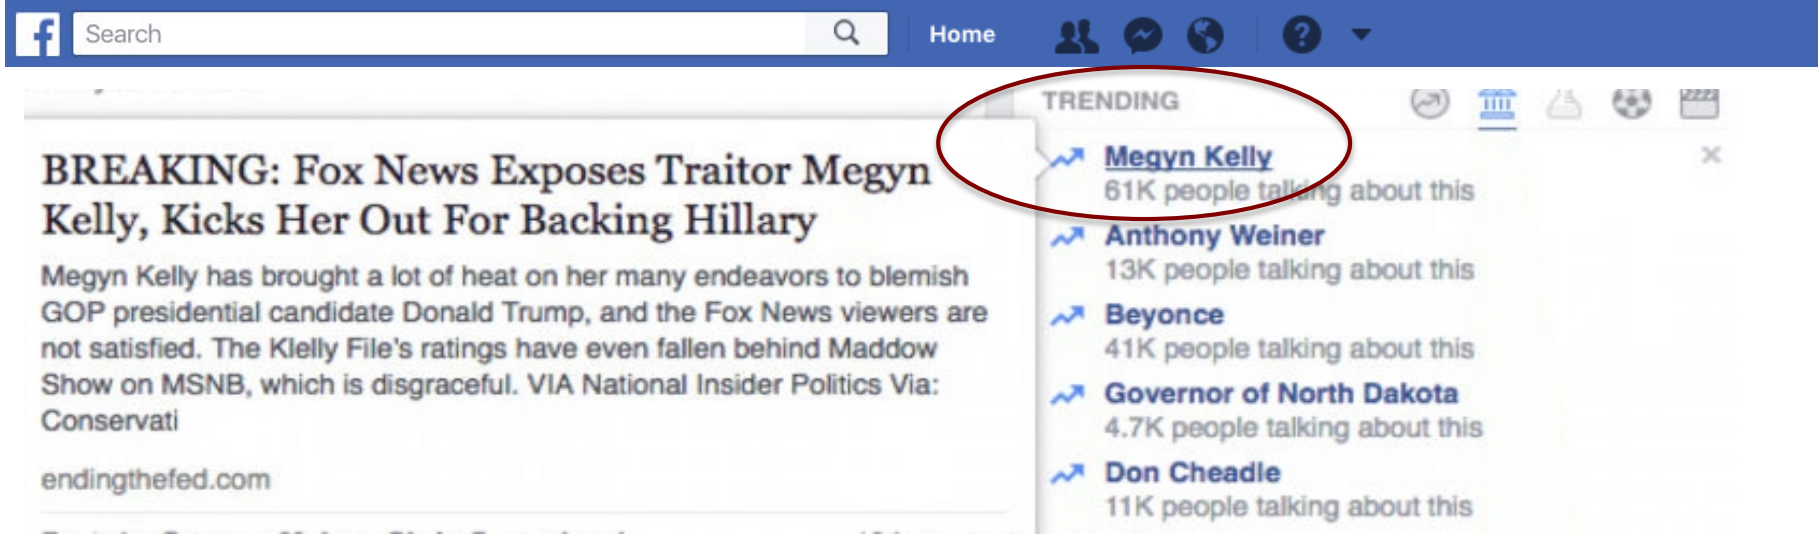 f
Search
Home
TRENDING
BREAKING: Fox News Exposes Traitor Megyn
Kelly, Kicks Her Out For Backing Hillary
Megyn Kelly has brought a lot of heat on her many endeavors to blemish
GOP presidential candidate Donald Trump, and the Fox News viewers are
not satisfied. The Klelly File's ratings have even fallen behind Maddow
Show on MSNB, which is disgraceful. VIA National Insider Politics Via:
Conservati
endingthefed.com
Megyn Kelly
61K people talking about this
Anthony Weiner
13K people talking about this
Beyonce
41K people talking about this
Governor of North Dakota
4.7K people talking about this
Don Cheadle
11K people talking about this